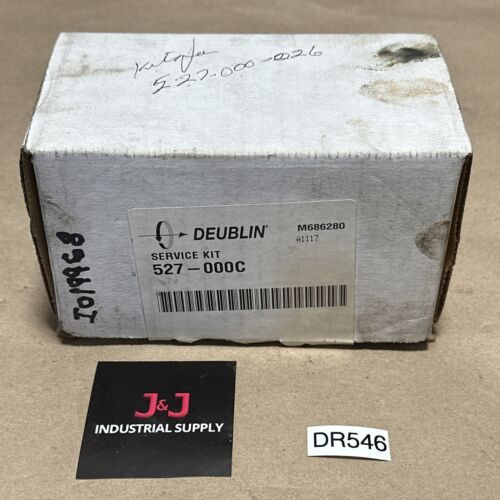 Kit for
527-000-026
IO19968
DEUBLIN
M686280
A1117
SERVICE KIT
527-000C
J&J
INDUSTRIAL SUPPLY
DR546